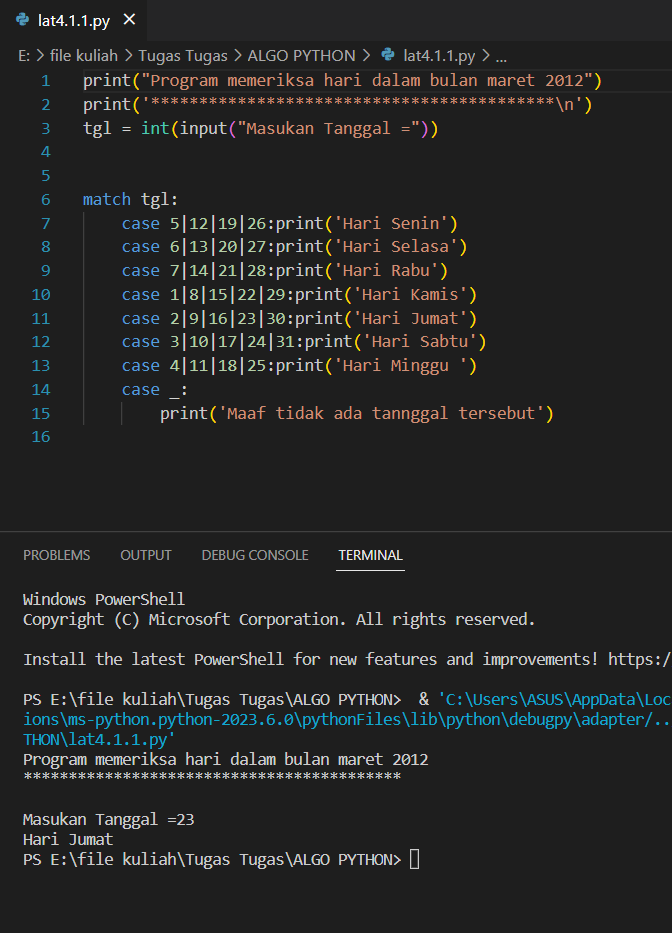 lat4.1.1.py ×
E: > file kuliah > Tugas Tugas > ALGO PYTHON > lat4.1.1.py > ...
1 print("Program memeriksa hari dalam bulan maret 2012")
2 print('******************************************\n')
3 tgl = int(input("Masukan Tanggal ="))
4
5
6 match tgl:
7 case 5|12|19|26:print('Hari Senin')
8 case 6|13|20|27:print('Hari Selasa')
9 case 7|14|21|28:print('Hari Rabu')
10 case 1|8|15|22|29:print('Hari Kamis')
11 case 2|9|16|23|30:print('Hari Jumat')
12 case 3|10|17|24|31:print('Hari Sabtu')
13 case 4|11|18|25:print('Hari Minggu ')
14 case _:
15 print('Maaf tidak ada tannggal tersebut')
16
PROBLEMS OUTPUT DEBUG CONSOLE TERMINAL
Windows PowerShell
Copyright (C) Microsoft Corporation. All rights reserved.
Install the latest PowerShell for new features and improvements! https:/
PS E:\file kuliah\Tugas Tugas\ALGO PYTHON>  & 'C:\Users\ASUS\AppData\Loc
ions\ms-python.python-2023.6.0\pythonFiles\lib\python\debugpy\adapter/..
THON\lat4.1.1.py'
Program memeriksa hari dalam bulan maret 2012
******************************************
Masukan Tanggal =23
Hari Jumat
PS E:\file kuliah\Tugas Tugas\ALGO PYTHON>